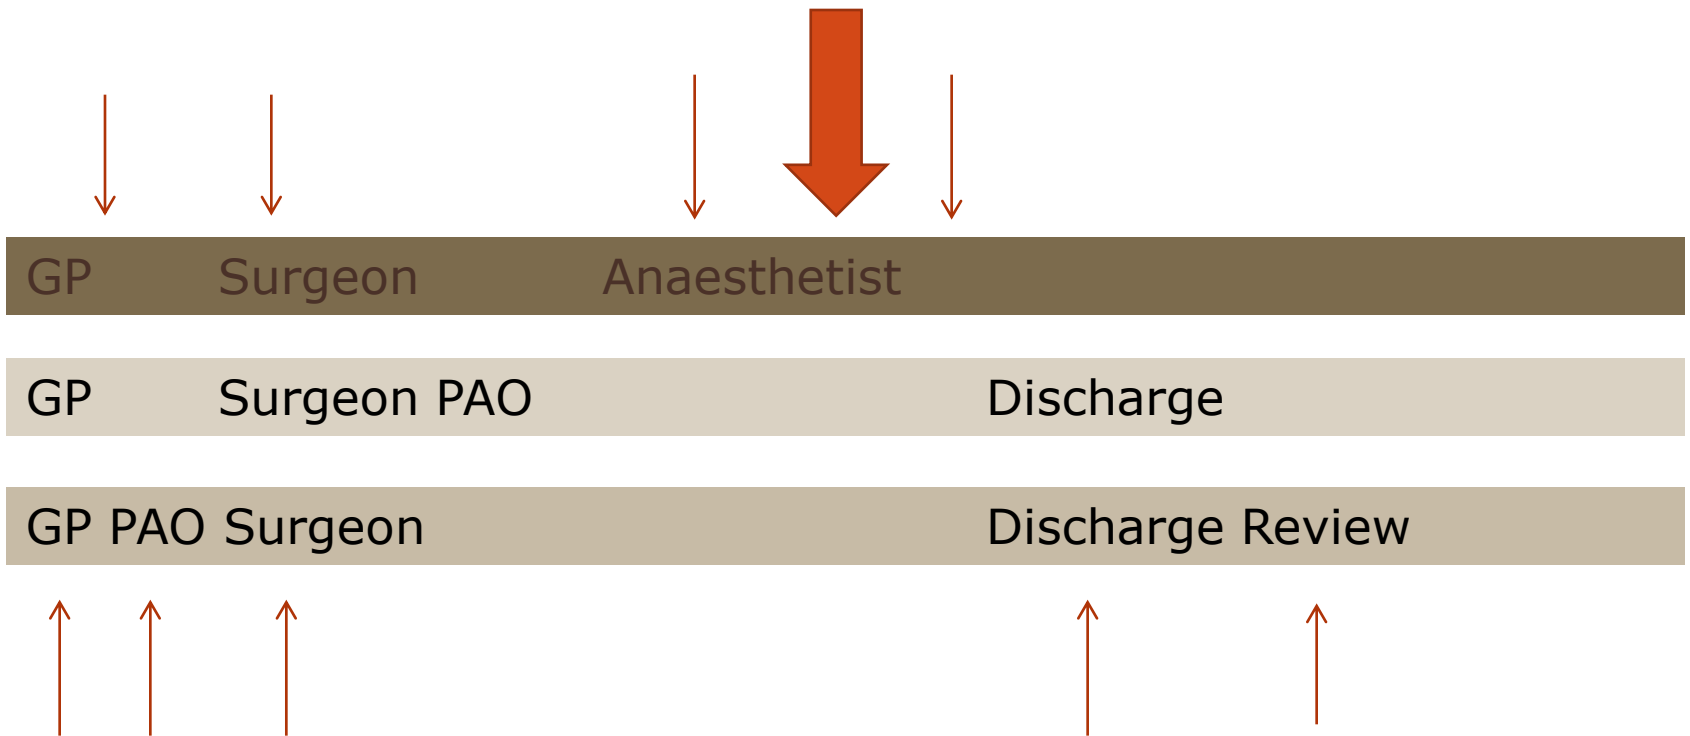 GP Surgeon Anaesthetist
GP Surgeon PAO Discharge
GP PAO Surgeon Discharge Review